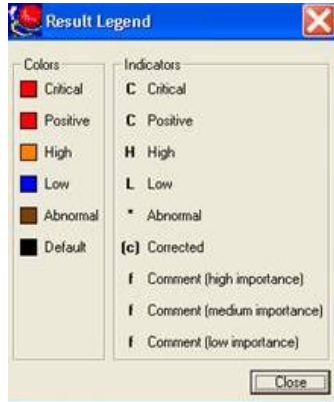 Result Legend
Colors
Critical
Positive
High
Low
Abnormal
Default
Indicators
C Critical
C Positive
H High
L Low
* Abnormal
(c) Corrected
f Comment (high importance)
f Comment (medium importance)
f Comment (low importance)
Close